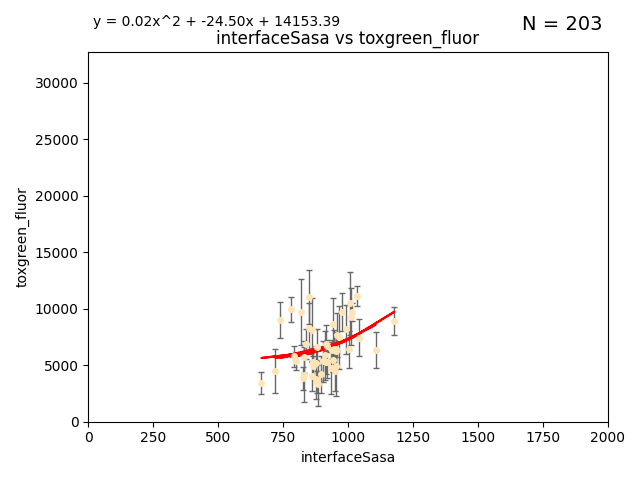 y = 0.02x^2 + -24.50x + 14153.39
N = 203
interfaceSasa vs toxgreen_fluor
30000
25000
20000
15000
10000
5000
0
toxgreen_fluor
0 250 500 750 1000 1250 1500 1750 2000
interfaceSasa